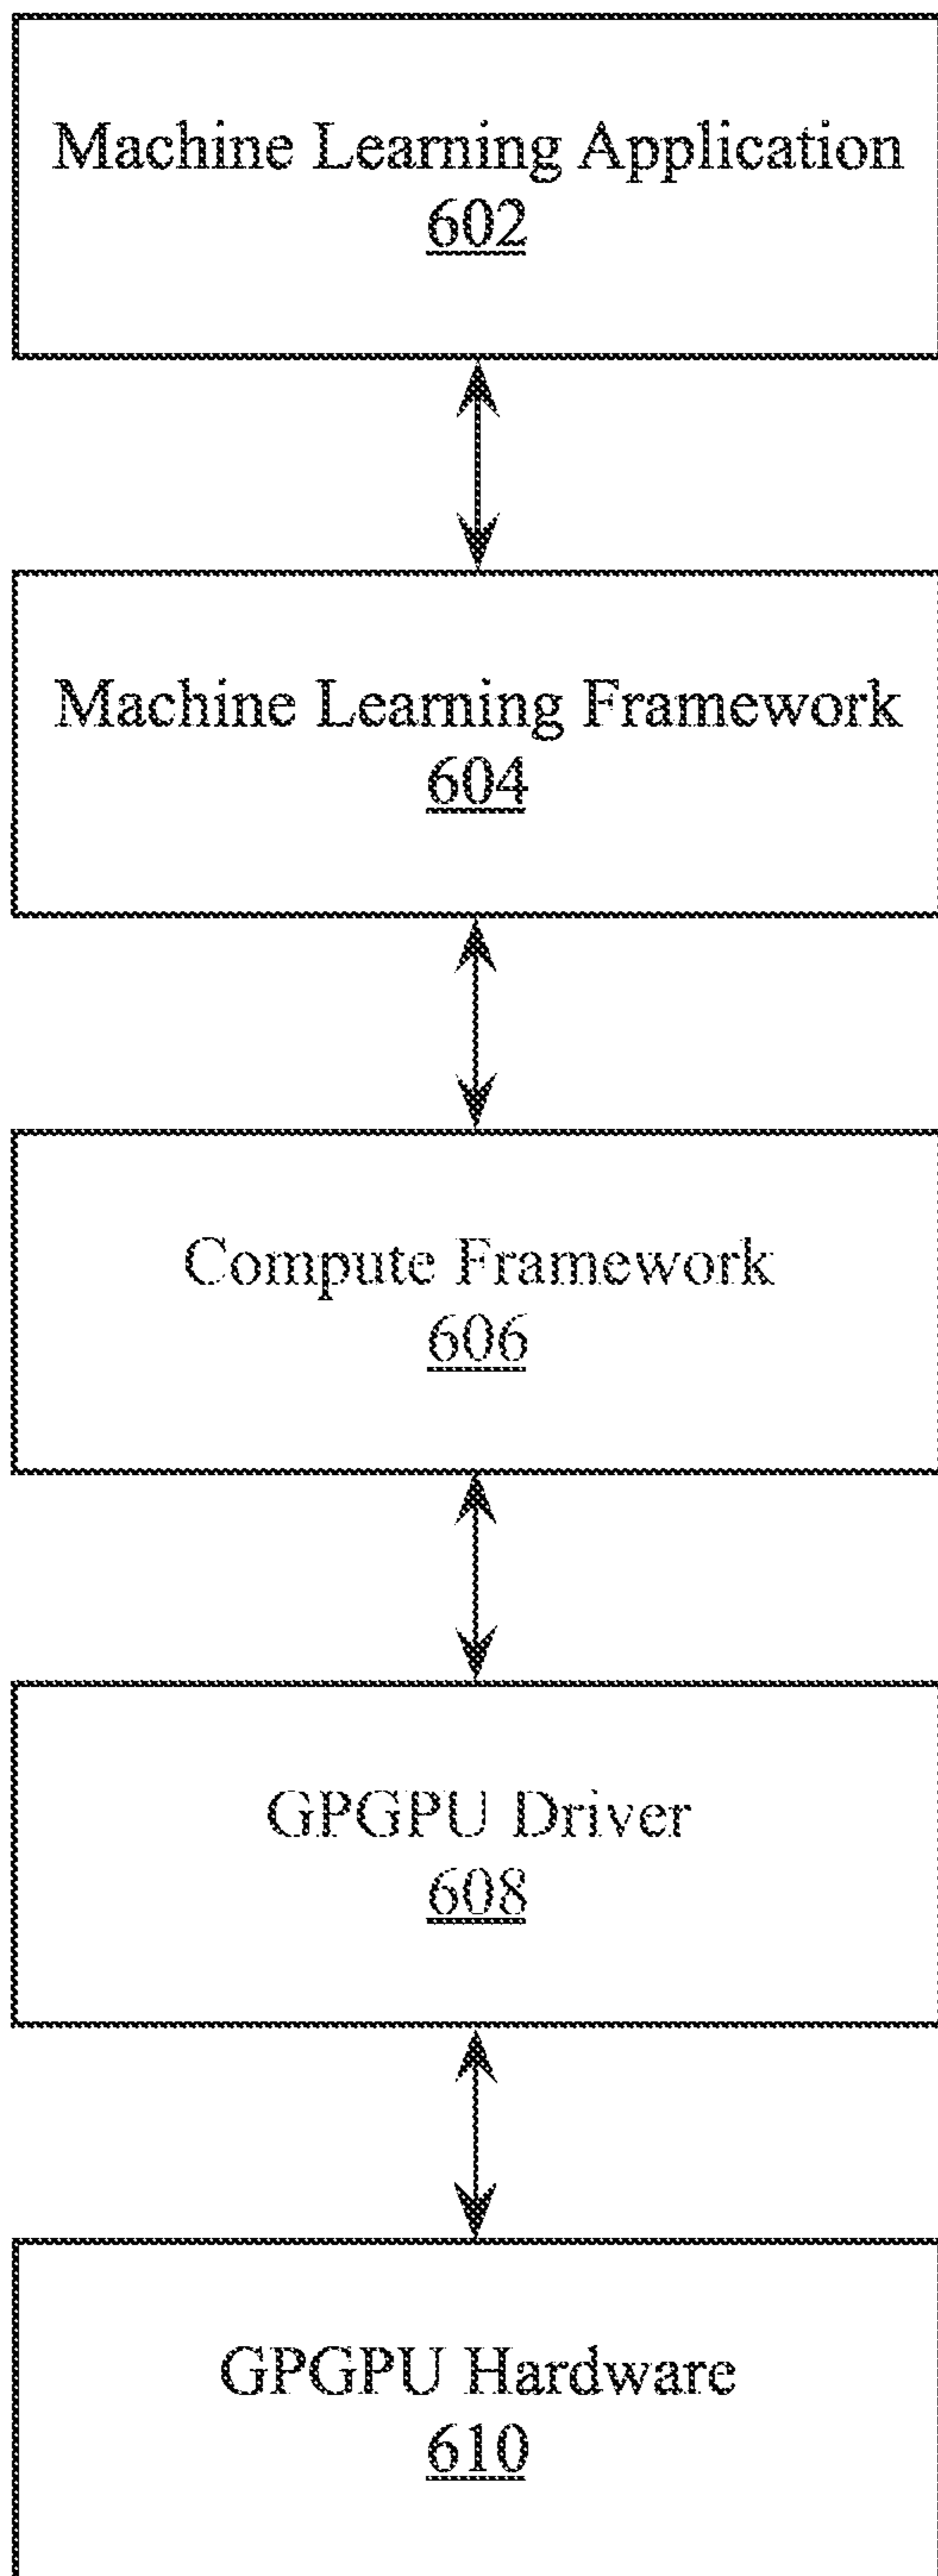 Machine Learning Application
602
Machine Learning Framework
604
Compute Framework
606
GPGPU Driver
608
GPGPU Hardware
610